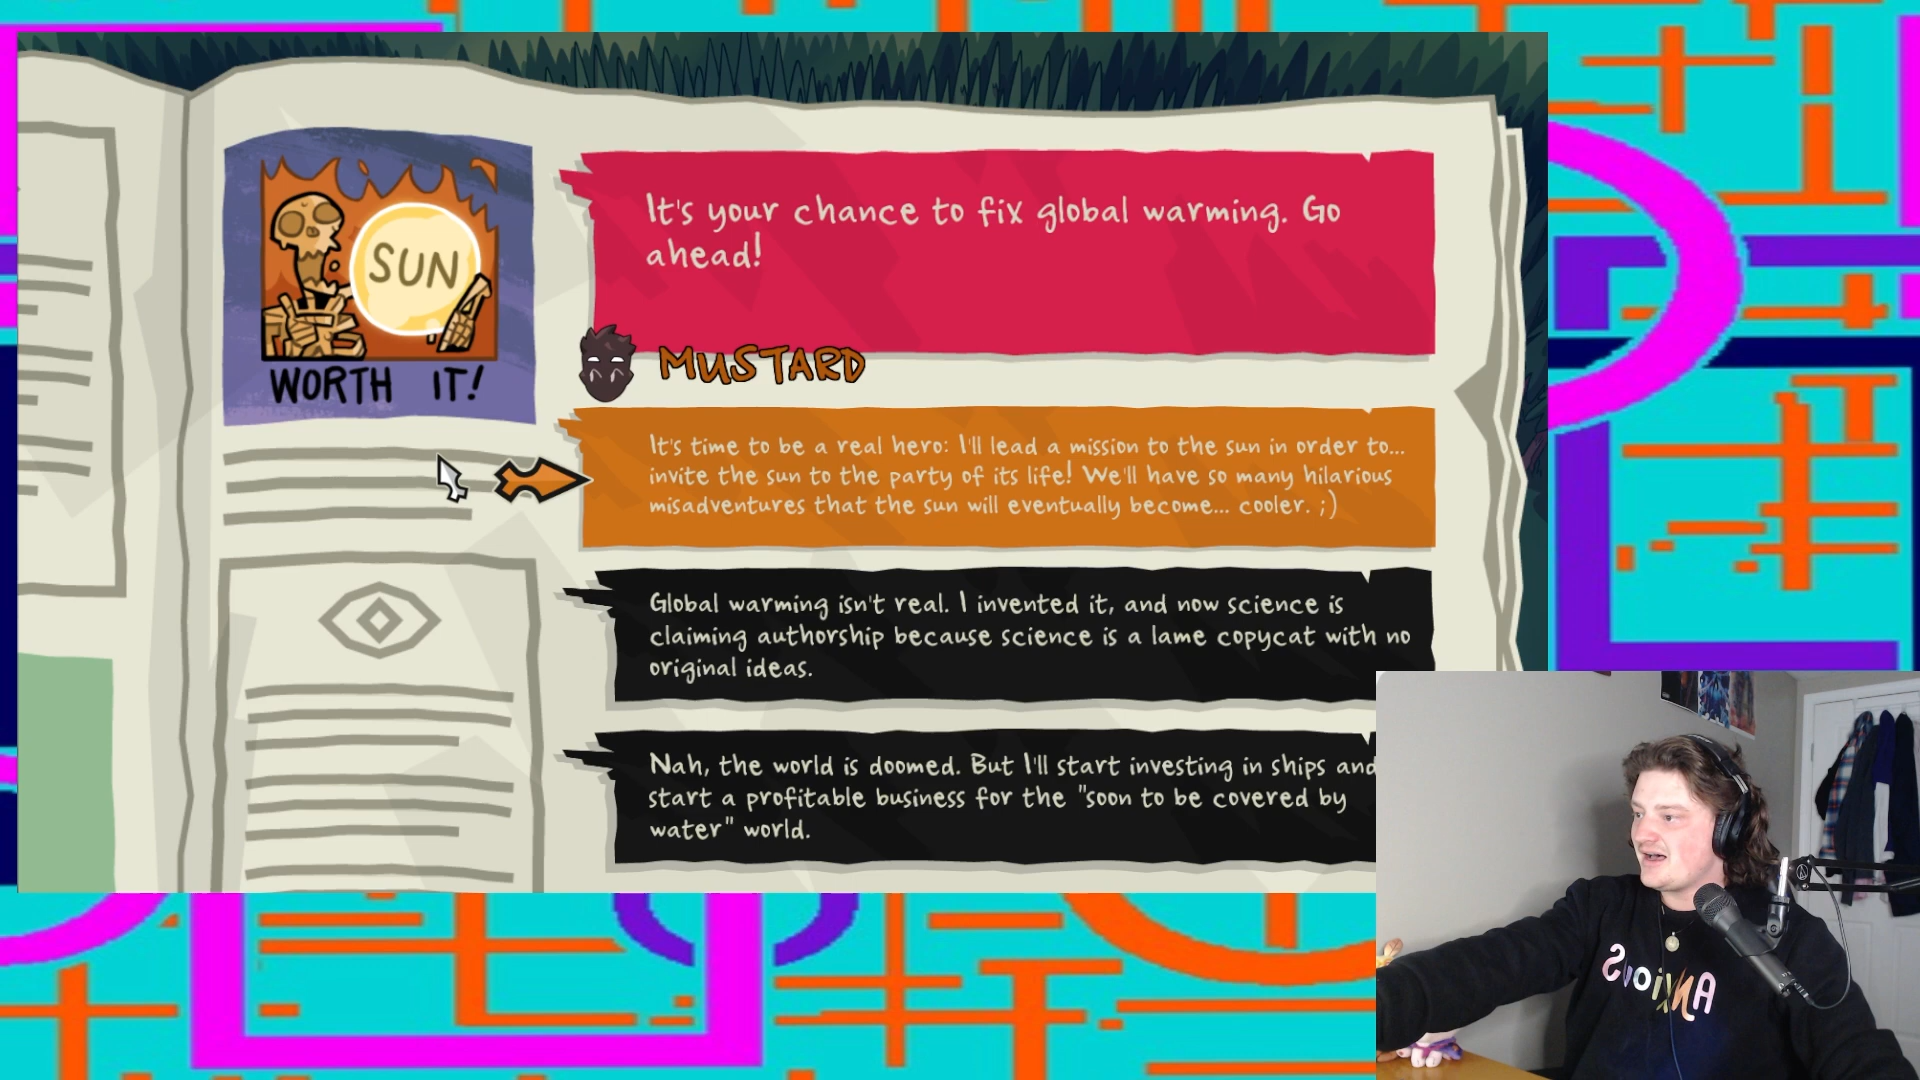 SUN
WORTH IT!
It's your chance to fix global warming. Go
ahead!
MUSTARD
It's time to be a real hero: I'll lead a mission to the sun in order to...
invite the sun to the party of its life! We'll have so many hilarious
misadventures that the sun will eventually become... cooler. ;)
Global warming isn't real. I invented it, and now science is
claiming authorship because science is a lame copycat with no
original ideas.
Nah, the world is doomed. But I'll start investing in ships and
start a profitable business for the "soon to be covered by
water" world.
Anxious